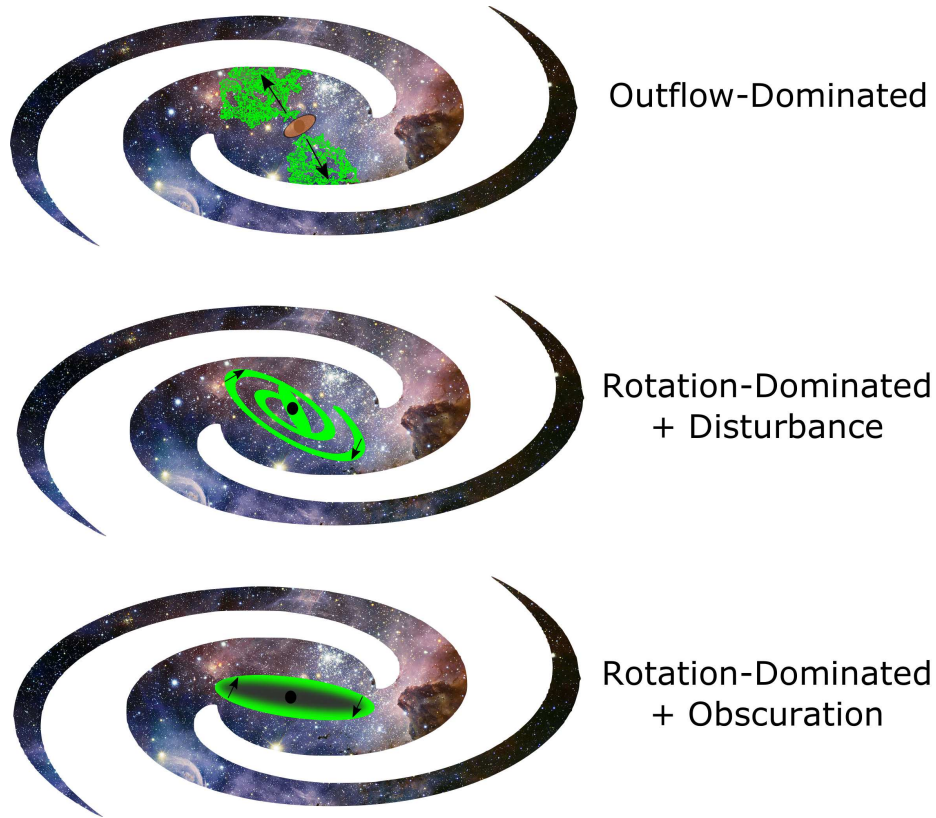 Outflow-Dominated
Rotation-Dominated
+ Disturbance
Rotation-Dominated
+ Obscuration